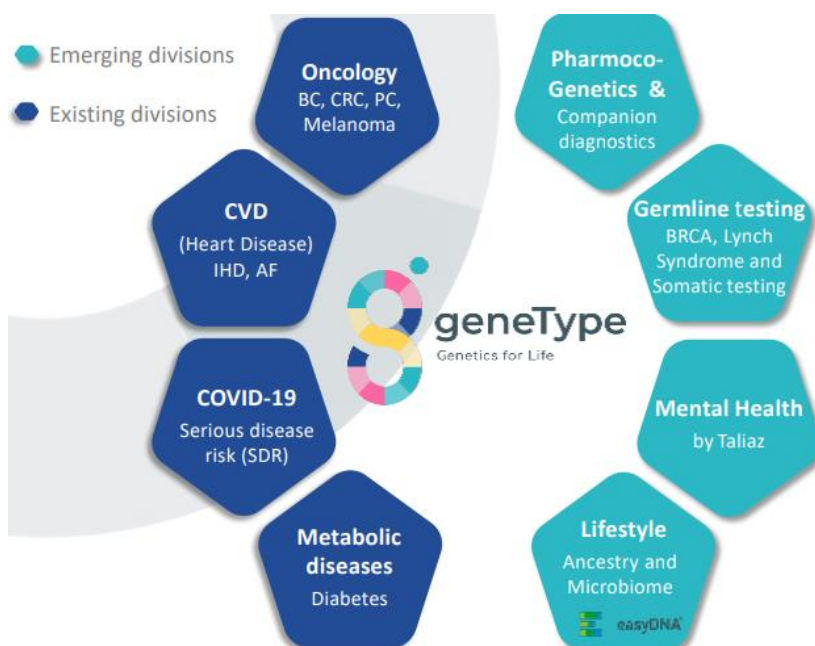 Emerging divisions
Existing divisions
Oncology
BC, CRC, PC,
Melanoma
CVD
(Heart Disease)
IHD, AF
COVID-19
Serious disease
risk (SDR)
Metabolic
diseases
Diabetes
geneType
Genetics for Life
Pharmoco-
Genetics &
Companion
diagnostics
Germline testing
BRCA, Lynch
Syndrome and
Somatic testing
Mental Health
by Taliaz
Lifestyle
Ancestry and
Microbiome
easyDNA